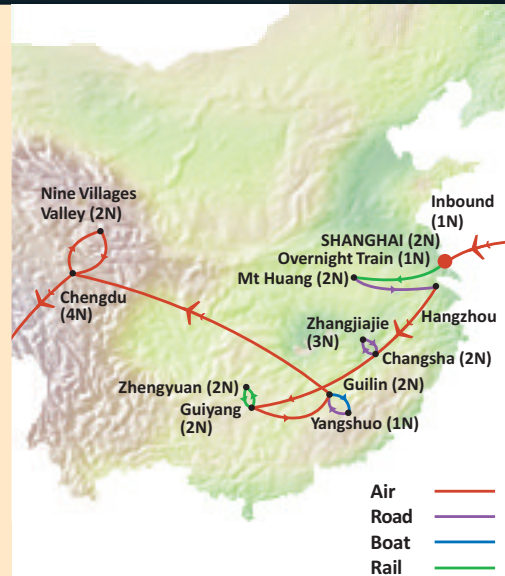 Nine Villages
Valley (2N)
Inbound
(1N)
SHANGHAI (2N)
Overnight Train (1N)
Mt Huang (2N)
Chengdu
(4N)
Hangzhou
Zhangjiajie
(3N)
Changsha (2N)
Zhengyuan (2N)
Guilin (2N)
Guiyang
(2N)
Yangshuo (1N)
Air
Road
Boat
Rail